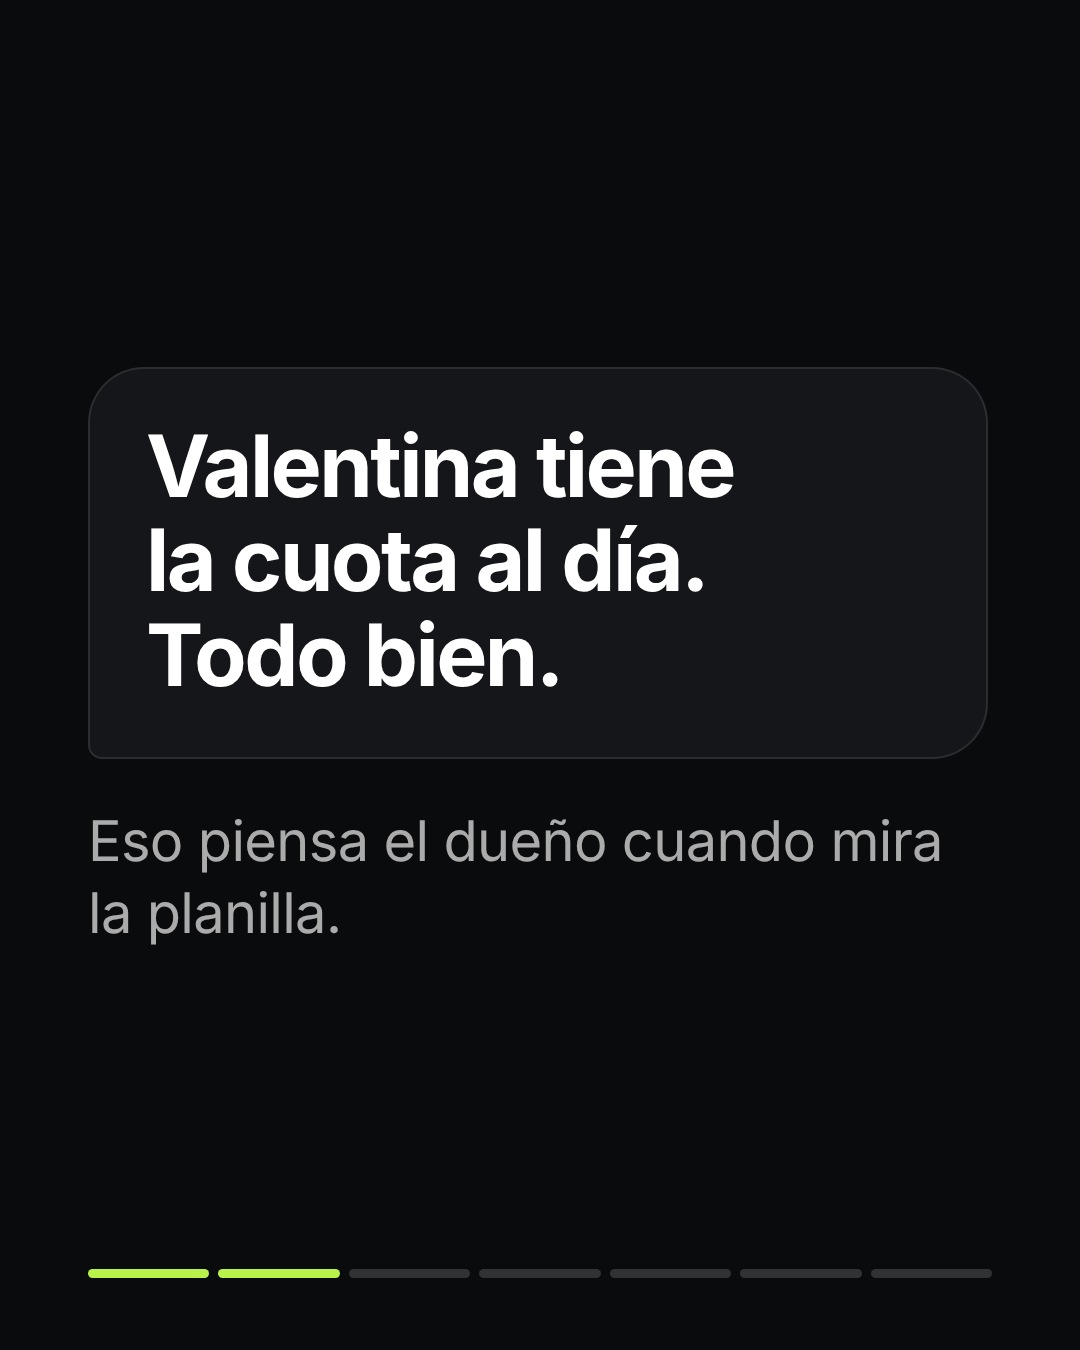 Valentina tiene
la cuota al día.
Todo bien.
Eso piensa el dueño cuando mira
la planilla.